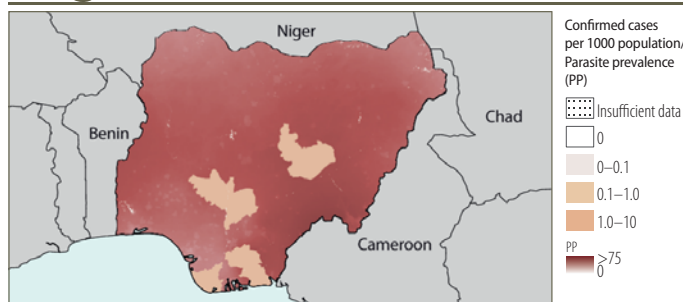 Niger
Chad
Benin
Cameroon
Confirmed cases
per 1000 population/
Parasite prevalence
(PP)
Insufficient data
0
0–0.1
0.1–1.0
1.0–10
PP
>75
0